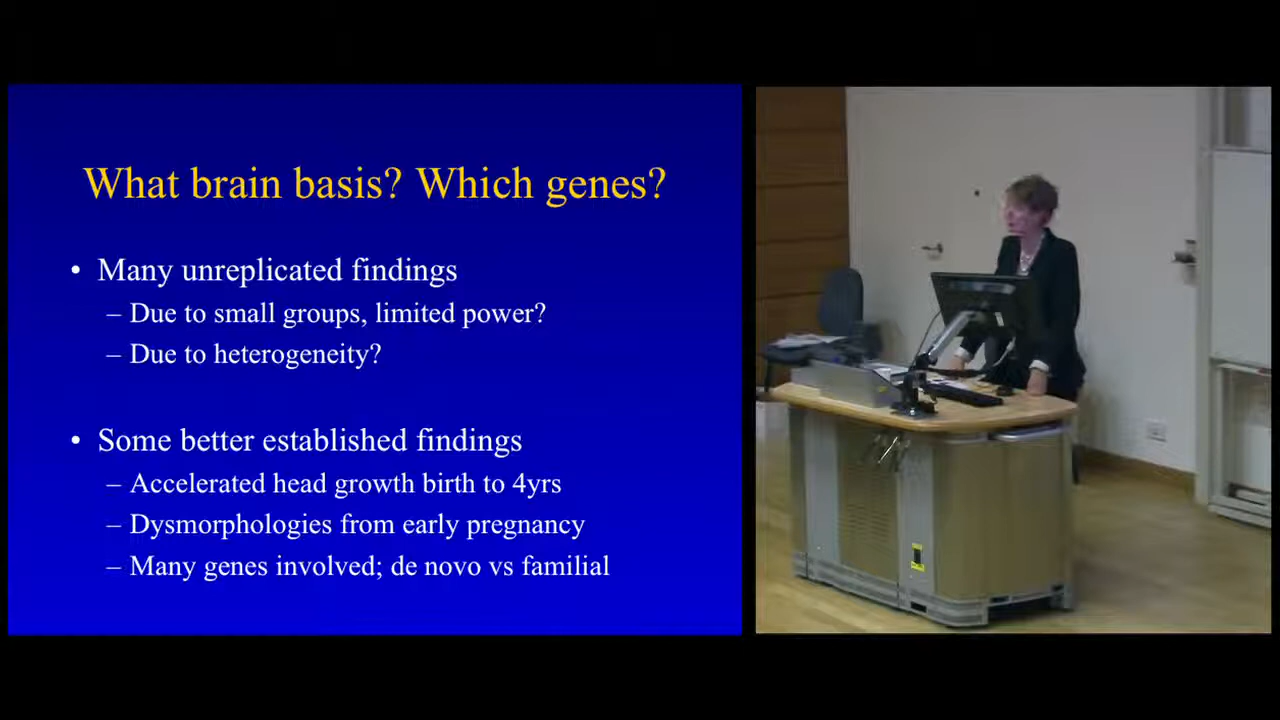 What brain basis? Which genes?
• Many unreplicated findings
– Due to small groups, limited power?
– Due to heterogeneity?
• Some better established findings
– Accelerated head growth birth to 4yrs
– Dysmorphologies from early pregnancy
– Many genes involved; de novo vs familial